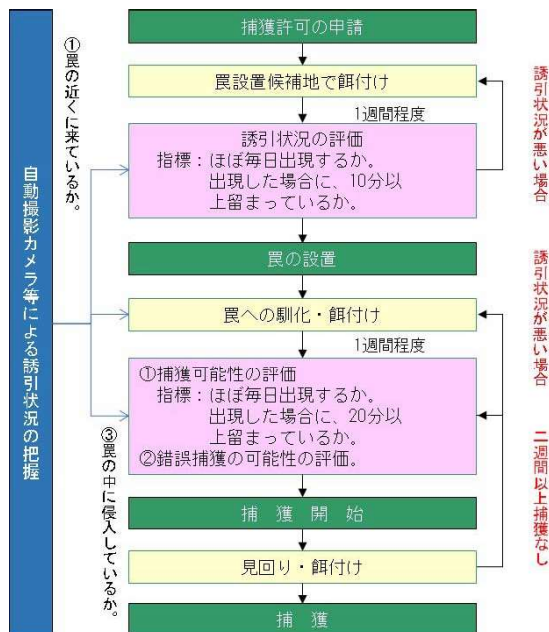 自動撮影カメラ等による誘引状況の把握
①罠の近くに来ているか。
③罠の中に侵入しているか。
捕獲許可の申請
罠設置候補地で餌付け
1週間程度
誘引状況の評価
指標：ほぼ毎日出現するか。
出現した場合に、10分以
上留まっているか。
誘引状況が悪い場合
罠の設置
罠への馴化・餌付け
1週間程度
①捕獲可能性の評価
指標：ほぼ毎日出現するか。
出現した場合に、20分以
上留まっているか。
②錯誤捕獲の可能性の評価。
誘引状況が悪い場合
二週間以上捕獲なし
捕獲開始
見回り・餌付け
捕獲